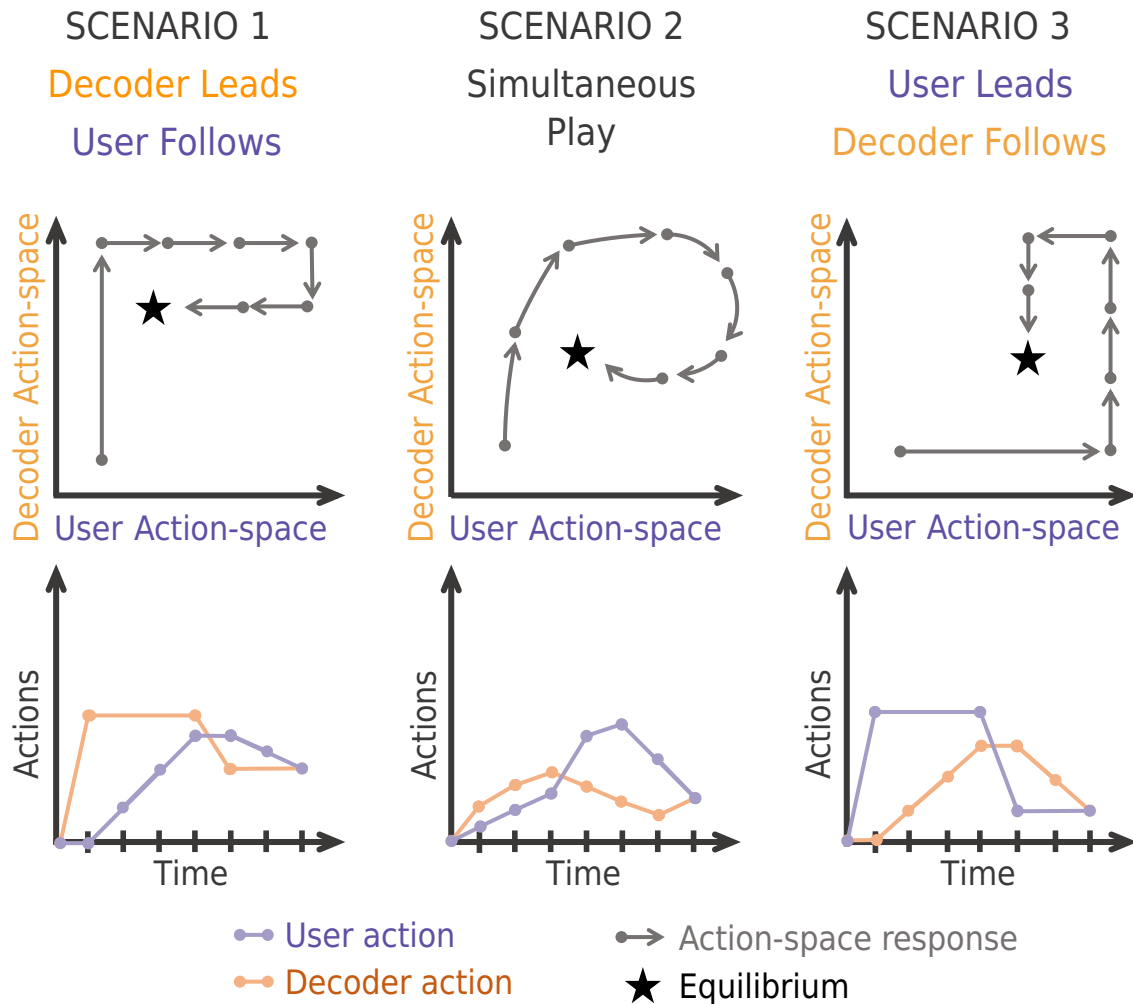 SCENARIO 1
Decoder Leads
User Follows
SCENARIO 2
Simultaneous
Play
SCENARIO 3
User Leads
Decoder Follows
Decoder Action-space
User Action-space
Decoder Action-space
User Action-space
Decoder Action-space
User Action-space
Actions
Time
Actions
Time
Actions
Time
User action
Decoder action
Action-space response
Equilibrium